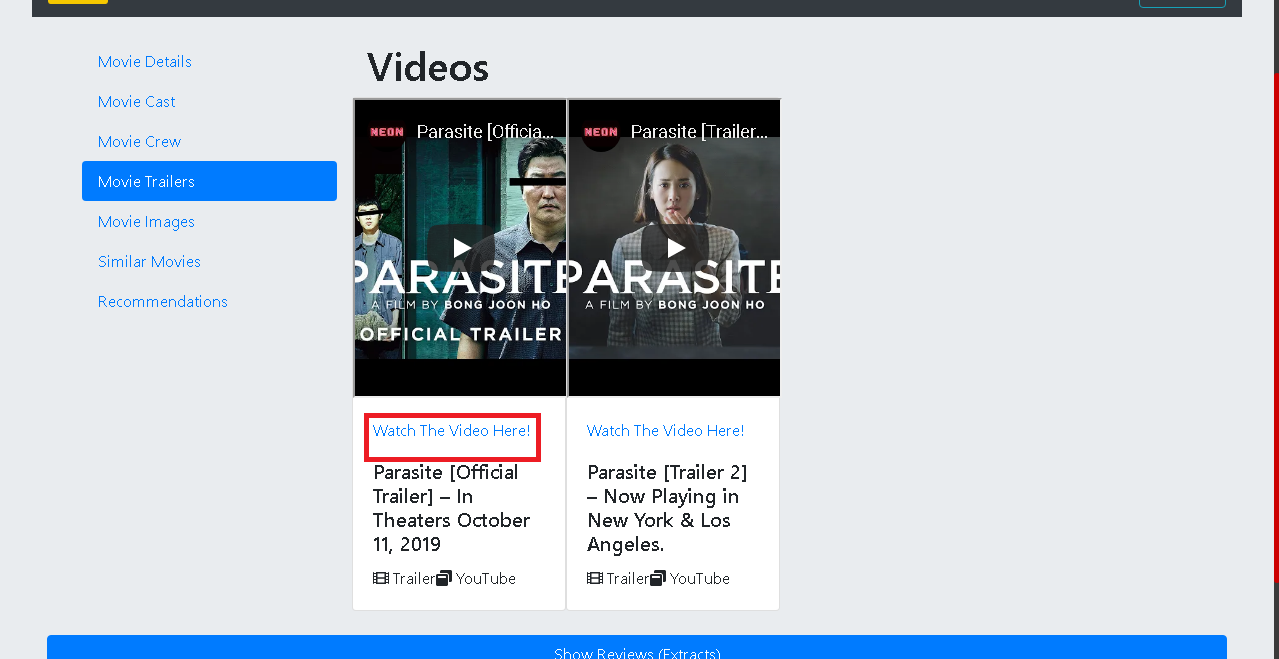 Movie Details
Movie Cast
Movie Crew
Movie Trailers
Movie Images
Similar Movies
Recommendations
Videos
NEON Parasite [Officia...
PARASITE
A FILM BY BONG JOON HO
OFFICIAL TRAILER
Watch The Video Here!
Parasite [Official
Trailer] – In
Theaters October
11, 2019
Trailer YouTube
NEON Parasite [Trailer...
PARASITE
A FILM BY BONG JOON HO
Watch The Video Here!
Parasite [Trailer 2]
– Now Playing in
New York & Los
Angeles.
Trailer YouTube
Show Reviews (Extracts)